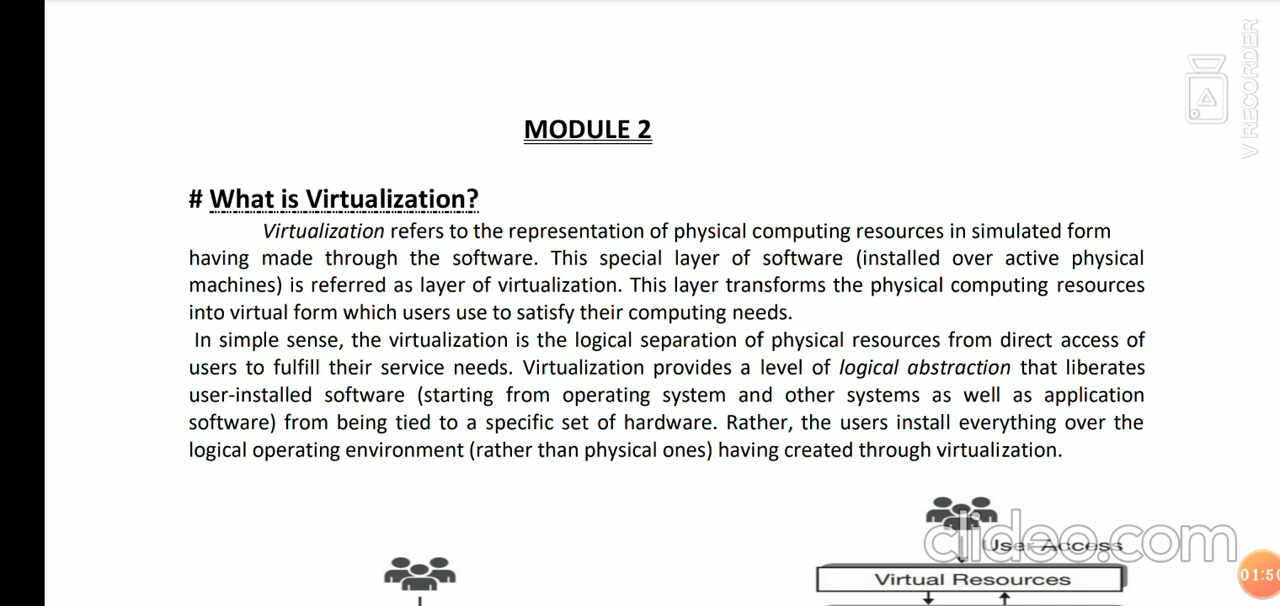 MODULE 2
# What is Virtualization?
Virtualization refers to the representation of physical computing resources in simulated form
having made through the software. This special layer of software (installed over active physical
machines) is referred as layer of virtualization. This layer transforms the physical computing resources
into virtual form which users use to satisfy their computing needs.
In simple sense, the virtualization is the logical separation of physical resources from direct access of
users to fulfill their service needs. Virtualization provides a level of logical abstraction that liberates
user-installed software (starting from operating system and other systems as well as application
software) from being tied to a specific set of hardware. Rather, the users install everything over the
logical operating environment (rather than physical ones) having created through virtualization.
User Access
Virtual Resources
clideo.com
V RECORDER
01:50